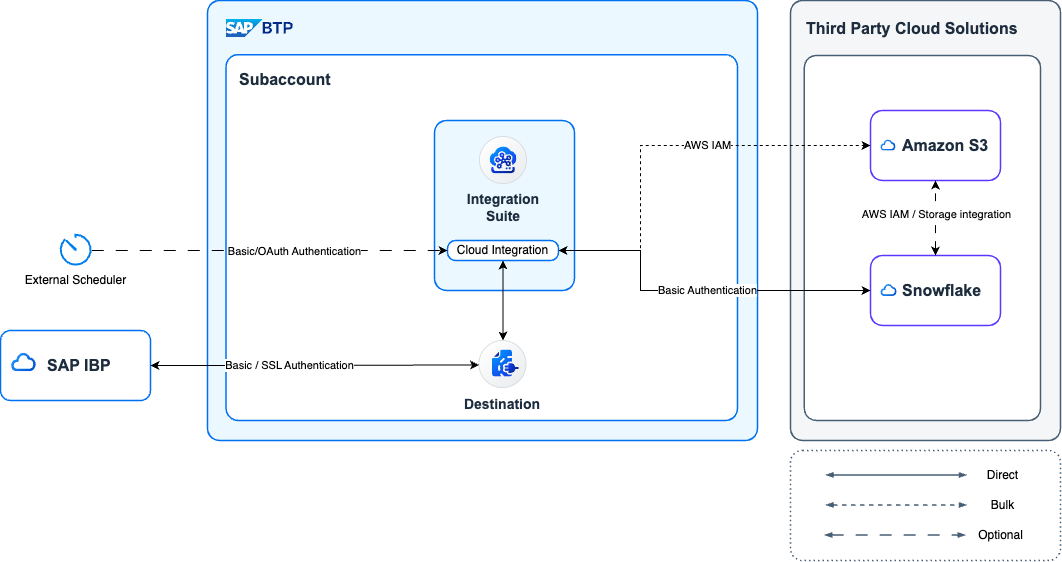 SAP BTP
Third Party Cloud Solutions
Subaccount
Integration
Suite
Cloud Integration
AWS IAM
Amazon S3
AWS IAM / Storage integration
Basic/OAuth Authentication
External Scheduler
Basic Authentication
Snowflake
SAP IBP
Basic / SSL Authentication
Destination
Direct
Bulk
Optional